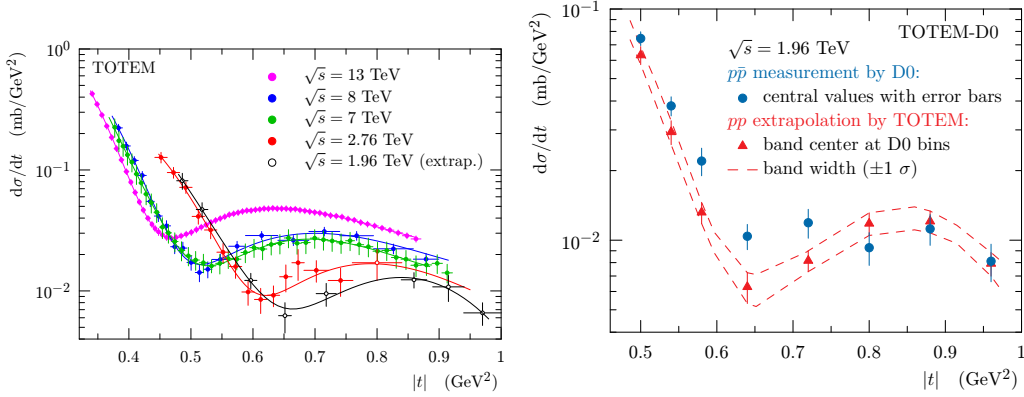 TOTEM
√s = 13 TeV
√s = 8 TeV
√s = 7 TeV
√s = 2.76 TeV
√s = 1.96 TeV (extrap.)
dσ/dt (mb/GeV²)
10⁰
10⁻¹
10⁻²
0.4 0.5 0.6 0.7 0.8 0.9 1
|t| (GeV²)
TOTEM-D0
√s = 1.96 TeV
pp̄ measurement by D0:
central values with error bars
pp extrapolation by TOTEM:
band center at D0 bins
band width (±1 σ)
dσ/dt (mb/GeV²)
10⁻¹
10⁻²
0.5 0.6 0.7 0.8 0.9 1
|t| (GeV²)